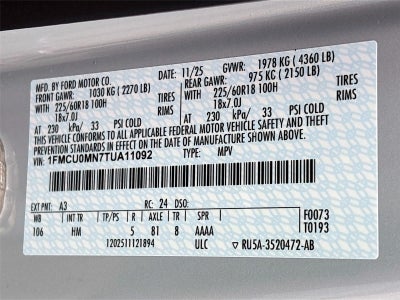 MFD. BY FORD MOTOR CO. 11/25 GVWR: 1978 KG ( 4360 LB)
FRONT GAWR: 1030 KG ( 2270 LB) REAR GAWR: 975 KG ( 2150 LB)
225/60R18 100H TIRES WITH 225/60R18 100H TIRES WITH
18x7.0J RIMS 18x7.0J RIMS
AT 230 kPa/ 33 PSI COLD AT 230 kPa/ 33 PSI COLD
THIS VEHICLE CONFORMS TO ALL APPLICABLE FEDERAL MOTOR VEHICLE SAFETY
AND THEFT PREVENTION STANDARDS IN EFFECT ON THE DATE OF MANUFACTURE SHOWN ABOVE.
VIN: 1FMCU0MN7TUA11092 TYPE: MPV
EXT PNT: A3 RC: 24 DSO:
WB INT TR TP/PS R AXLE TR SPR F0073
106 HM 5 81 8 AAAA T0193
1202511121894 ULC RU5A-3520472-AB